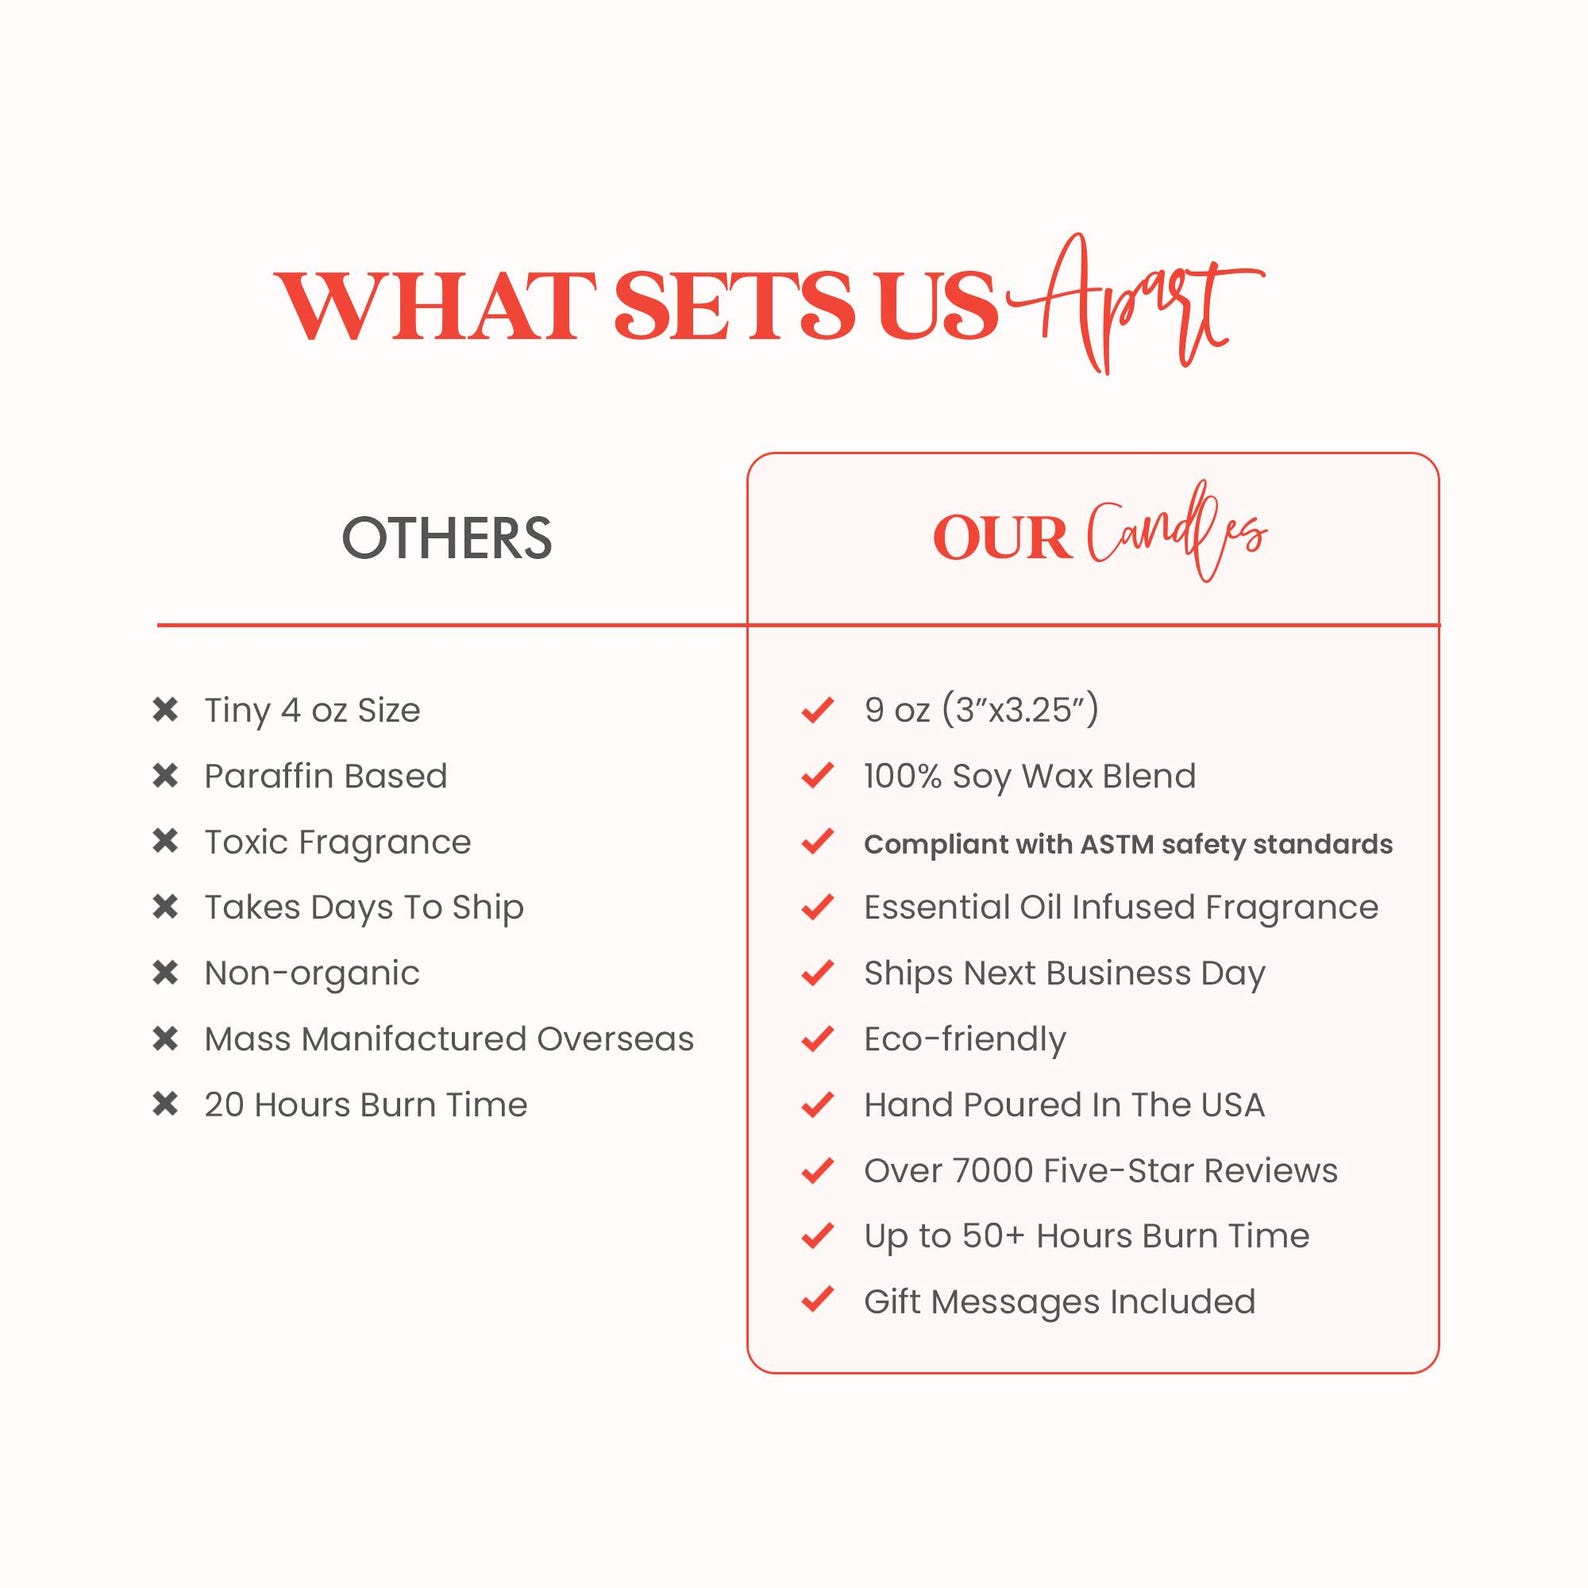 WHAT SETS US Apart
OTHERS
Tiny 4 oz Size
Paraffin Based
Toxic Fragrance
Takes Days To Ship
Non-organic
Mass Manifactured Overseas
20 Hours Burn Time
OUR Candles
9 oz (3”x3.25”)
100% Soy Wax Blend
Compliant with ASTM safety standards
Essential Oil Infused Fragrance
Ships Next Business Day
Eco-friendly
Hand Poured In The USA
Over 7000 Five-Star Reviews
Up to 50+ Hours Burn Time
Gift Messages Included